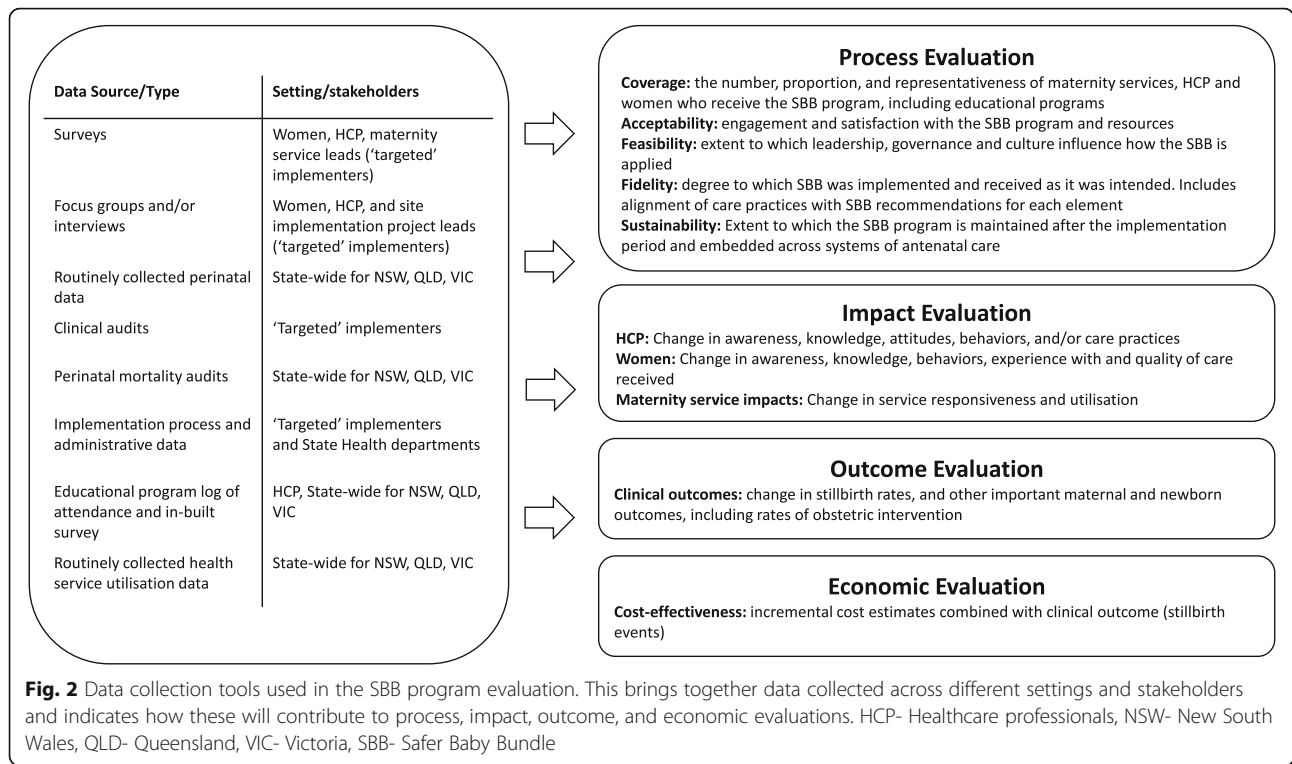 Data Source/Type
Setting/stakeholders
Surveys
Women, HCP, maternity
service leads (‘targeted’
implementers)
Focus groups and/or
interviews
Women, HCP, and site
implementation project leads
(‘targeted’ implementers)
Routinely collected perinatal
data
State-wide for NSW, QLD, VIC
Clinical audits
‘Targeted’ implementers
Perinatal mortality audits
State-wide for NSW, QLD, VIC
Implementation process and
administrative data
‘Targeted’ implementers
and State Health departments
Educational program log of
attendance and in-built
survey
HCP, State-wide for NSW, QLD,
VIC
Routinely collected health
service utilisation data
State-wide for NSW, QLD, VIC
Process Evaluation
Coverage: the number, proportion, and representativeness of maternity services, HCP and
women who receive the SBB program, including educational programs
Acceptability: engagement and satisfaction with the SBB program and resources
Feasibility: extent to which leadership, governance and culture influence how the SBB is
applied
Fidelity: degree to which SBB was implemented and received as it was intended. Includes
alignment of care practices with SBB recommendations for each element
Sustainability: Extent to which the SBB program is maintained after the implementation
period and embedded across systems of antenatal care
Impact Evaluation
HCP: Change in awareness, knowledge, attitudes, behaviors, and/or care practices
Women: Change in awareness, knowledge, behaviors, experience with and quality of care
received
Maternity service impacts: Change in service responsiveness and utilisation
Outcome Evaluation
Clinical outcomes: change in stillbirth rates, and other important maternal and newborn
outcomes, including rates of obstetric intervention
Economic Evaluation
Cost-effectiveness: incremental cost estimates combined with clinical outcome (stillbirth
events)
Fig. 2 Data collection tools used in the SBB program evaluation. This brings together data collected across different settings and stakeholders
and indicates how these will contribute to process, impact, outcome, and economic evaluations. HCP- Healthcare professionals, NSW- New South
Wales, QLD- Queensland, VIC- Victoria, SBB- Safer Baby Bundle